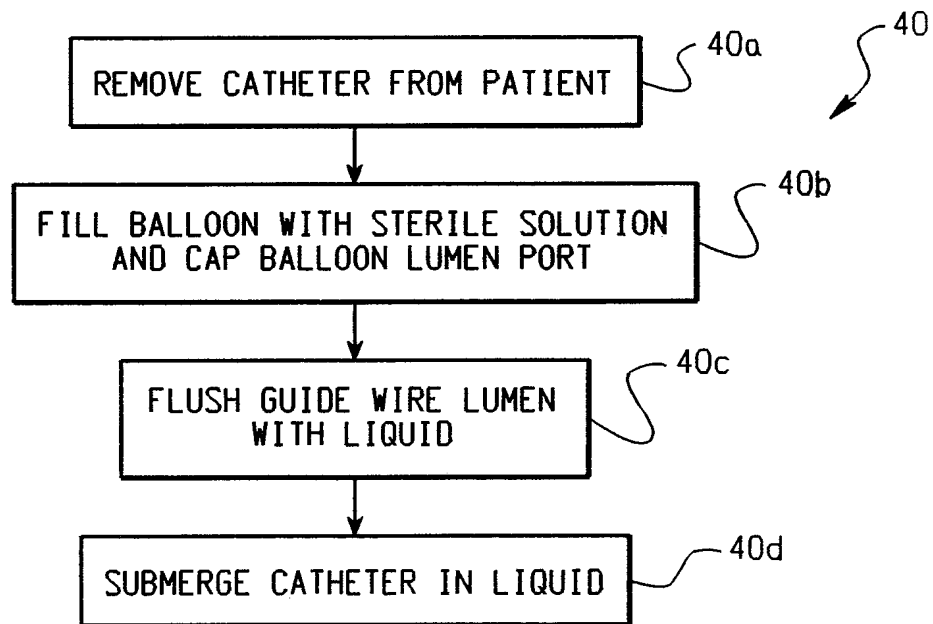 40
40a
REMOVE CATHETER FROM PATIENT
40b
FILL BALLOON WITH STERILE SOLUTION
AND CAP BALLOON LUMEN PORT
40c
FLUSH GUIDE WIRE LUMEN
WITH LIQUID
40d
SUBMERGE CATHETER IN LIQUID